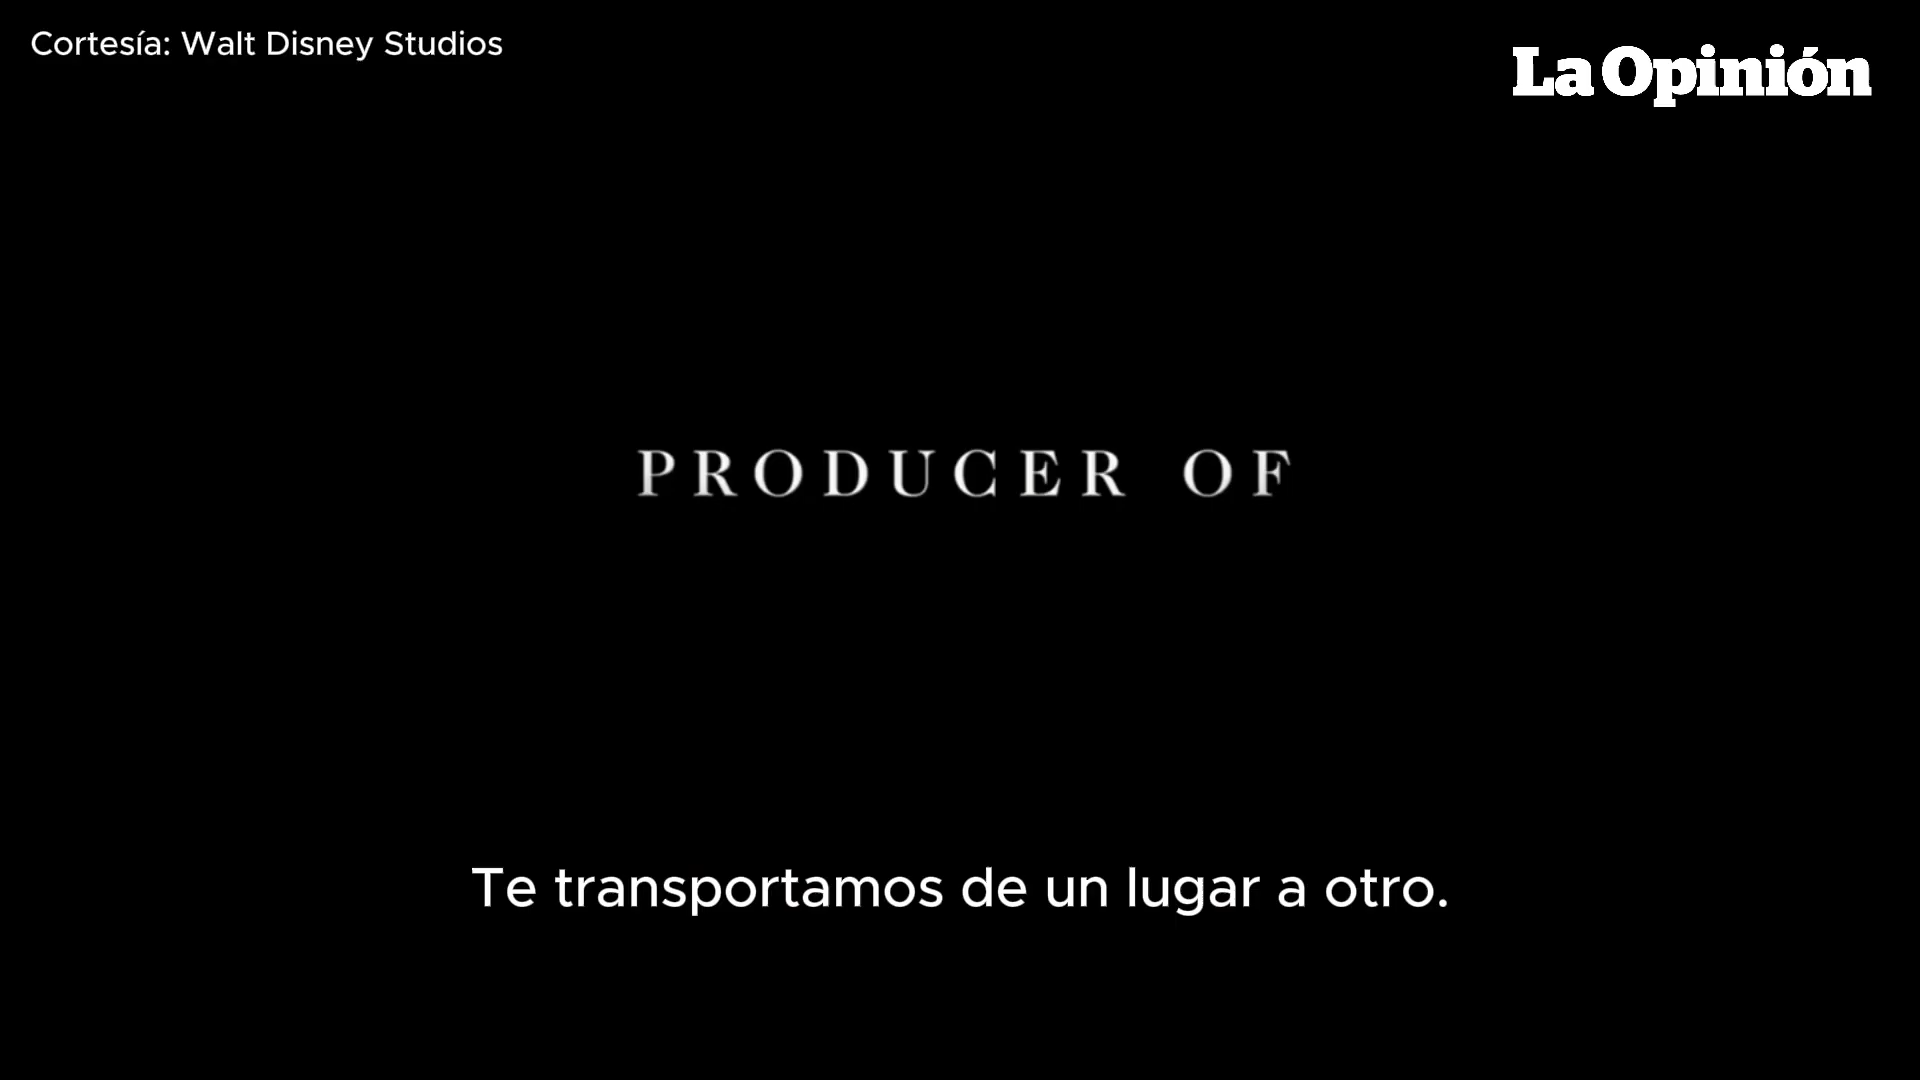 Cortesía: Walt Disney Studios
La Opinión
PRODUCER OF
Te transportamos de un lugar a otro.